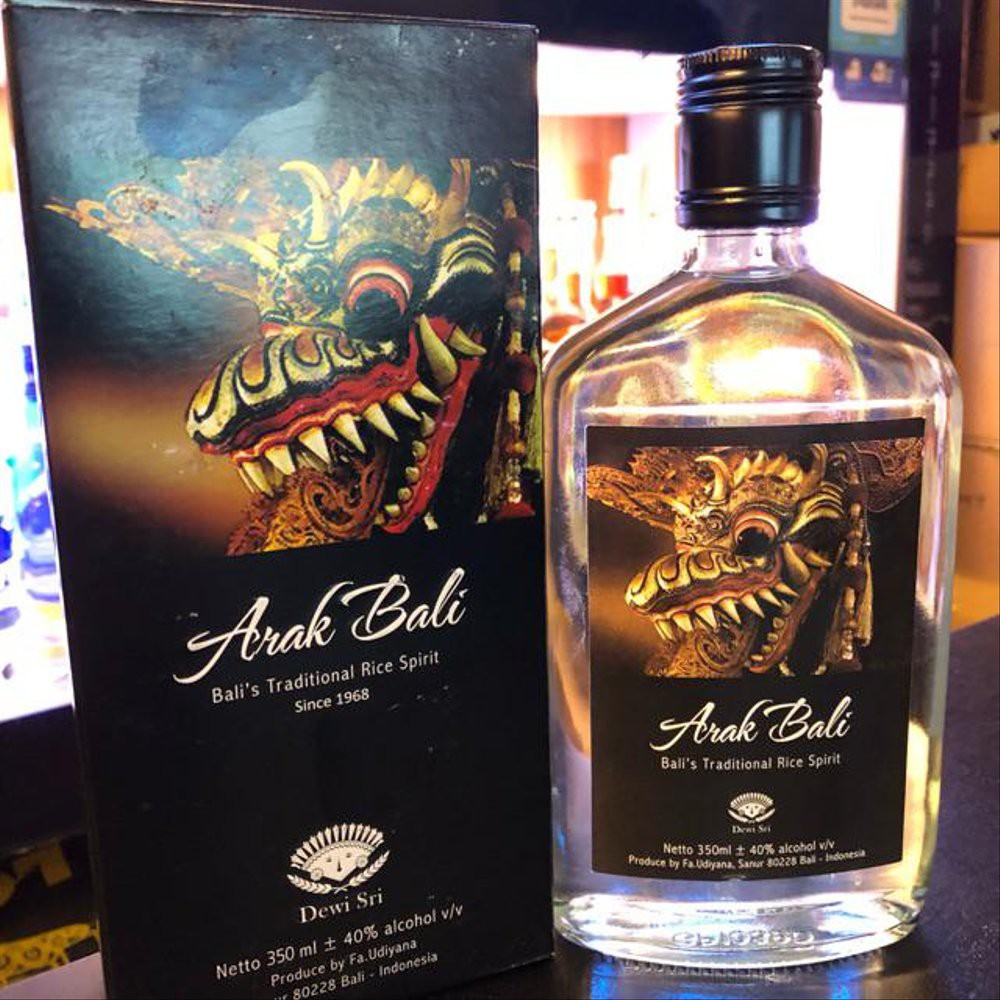 Arak Bali
Bali's Traditional Rice Spirit
Since 1968
Dewi Sri
Netto 350 ml ± 40% alcohol v/v
Produce by Fa.Udiyana
80228 Bali - Indonesia
Arak Bali
Bali's Traditional Rice Spirit
Dewi Sri
Netto 350ml ± 40% alcohol v/v
Produce by Fa.Udiyana, Sanur 80228 Bali - Indonesia